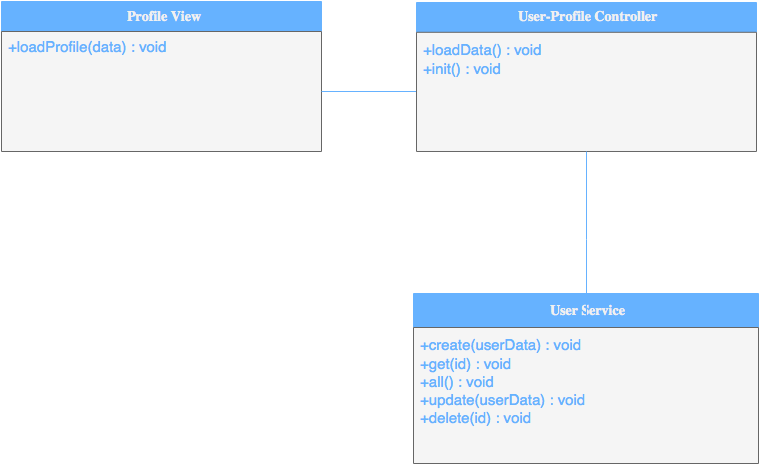 Profile View
+loadProfile(data) : void
User-Profile Controller
+loadData() : void
+init() : void
User Service
+create(userData) : void
+get(id) : void
+all() : void
+update(userData) : void
+delete(id) : void